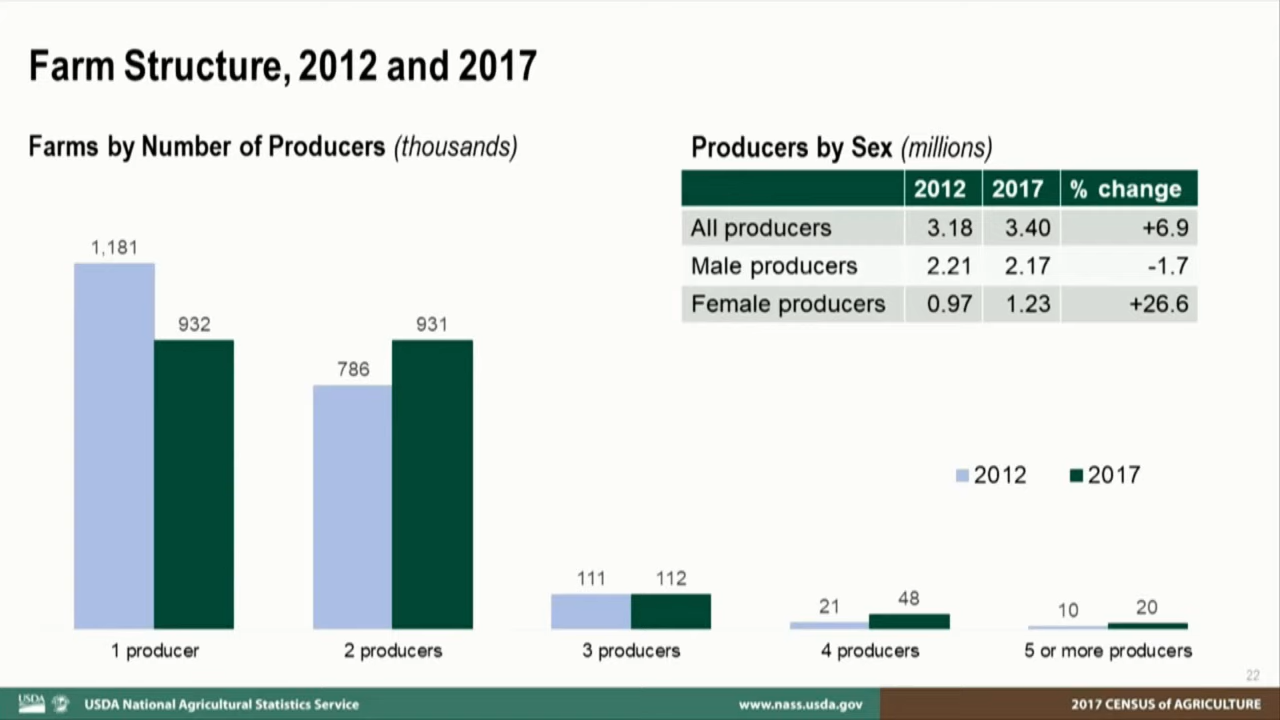 Farm Structure, 2012 and 2017
Farms by Number of Producers (thousands)
1,181
932
786
931
111
112
21
48
10
20
1 producer
2 producers
3 producers
4 producers
5 or more producers
Producers by Sex (millions)
2012 2017 % change
All producers 3.18 3.40 +6.9
Male producers 2.21 2.17 -1.7
Female producers 0.97 1.23 +26.6
2012 2017
22
USDA USDA National Agricultural Statistics Service www.nass.usda.gov 2017 CENSUS of AGRICULTURE